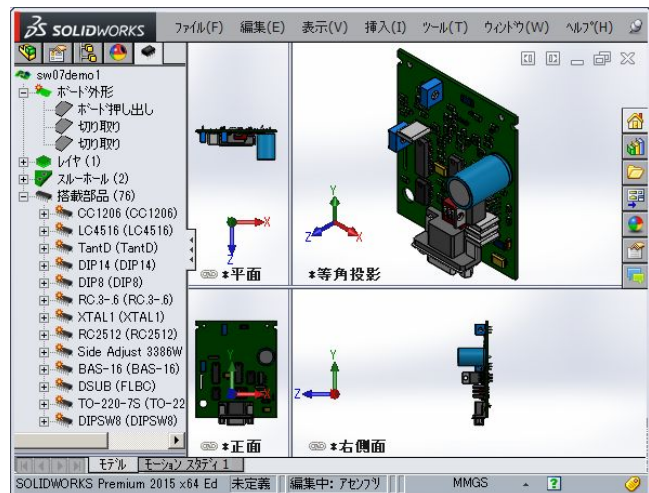 SOLIDWORKS ファイル(F) 編集(E) 表示(V) 挿入(I) ツール(T) ウィンドウ(W) ヘルプ(H)
sw07demo1
ボード外形
ボード押し出し
切り取り
切り取り
レイヤ (1)
スルーホール (2)
搭載部品 (76)
CC1206 (CC1206)
LC4516 (LC4516)
TantD (TantD)
DIP14 (DIP14)
DIP8 (DIP8)
RC.3-.6 (RC.3-.6)
XTAL1 (XTAL1)
RC2512 (RC2512)
Side Adjust 3386W
BAS-16 (BAS-16)
DSUB (FLBC)
TO-220-7S (TO-22
DIPSW8 (DIPSW8)
X
Z
*平面
Y
Z
X
*等角投影
Y
X
*正面
Y
Z
*右側面
モデル モーション スタディ 1
SOLIDWORKS Premium 2015 x64 Ed 未定義 編集中: アセンブリ MMGS